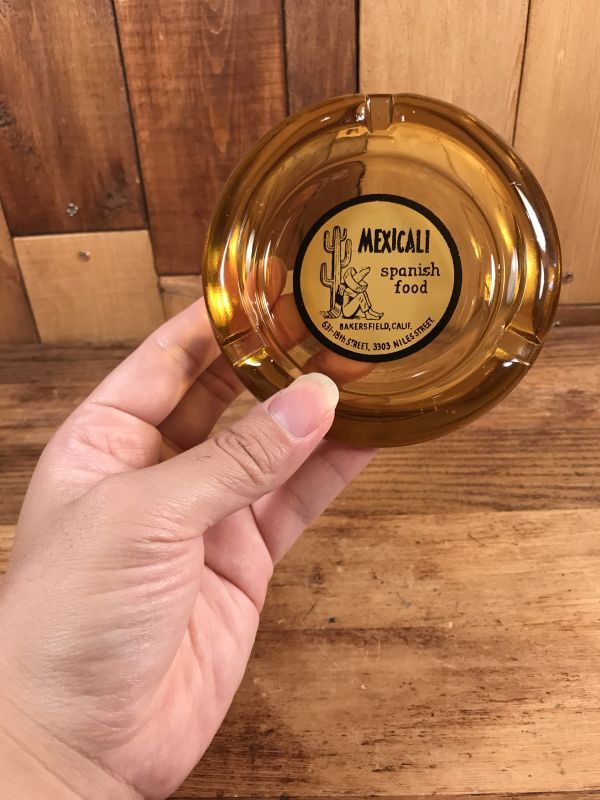 MEXICALI
spanish
food
BAKERSFIELD, CALIF.
631-18th STREET, 3303 NILES STREET.